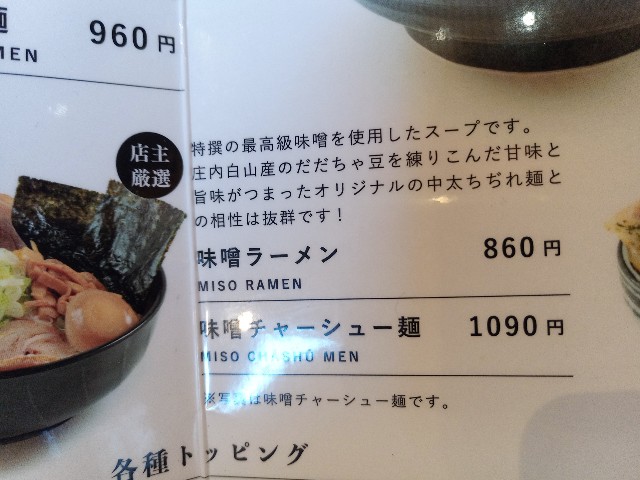 麺 960円
MEN
店主
厳選
特撰の最高級味噌を使用したスープです。
庄内白山産のだだちゃ豆を練りこんだ甘味と
旨味がつまったオリジナルの中太ちぢれ麺と
の相性は抜群です！
味噌ラーメン 860円
MISO RAMEN
味噌チャーシュー麺 1090円
MISO CHASHŪ MEN
※写真は味噌チャーシュー麺です。
各種トッピング